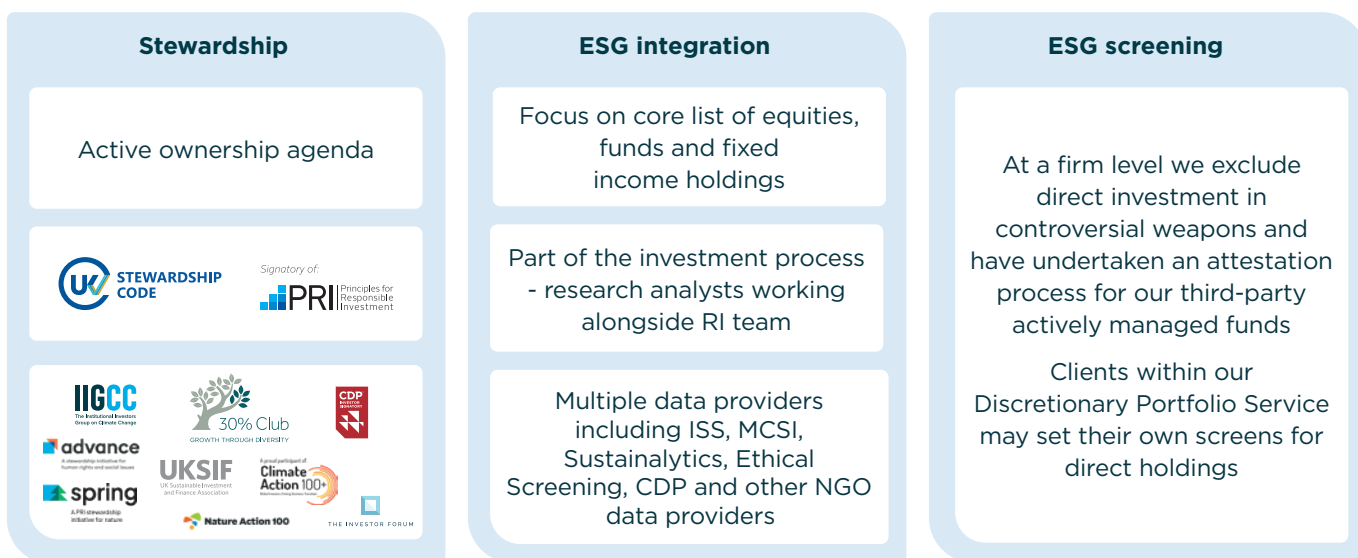 Stewardship
Active ownership agenda
UK STEWARDSHIP
CODE
Signatory of:
PRI Principles for
Responsible
Investment
IIGCC
The Institutional Investors
Group on Climate Change
30% Club
GROWTH THROUGH DIVERSITY
CDP
INVESTOR
SIGNATORY
advance
A stewardship initiative for
human rights and social issues
UKSIF
UK Sustainable Investment
and Finance Association
A proud participant of
Climate
Action 100+
spring
A PRI stewardship
initiative for nature
Nature Action 100
THE INVESTOR FORUM
ESG integration
Focus on core list of equities,
funds and fixed
income holdings
Part of the investment process
- research analysts working
alongside RI team
Multiple data providers
including ISS, MCSI,
Sustainalytics, Ethical
Screening, CDP and other NGO
data providers
ESG screening
At a firm level we exclude
direct investment in
controversial weapons and
have undertaken an attestation
process for our third-party
actively managed funds
Clients within our
Discretionary Portfolio Service
may set their own screens for
direct holdings